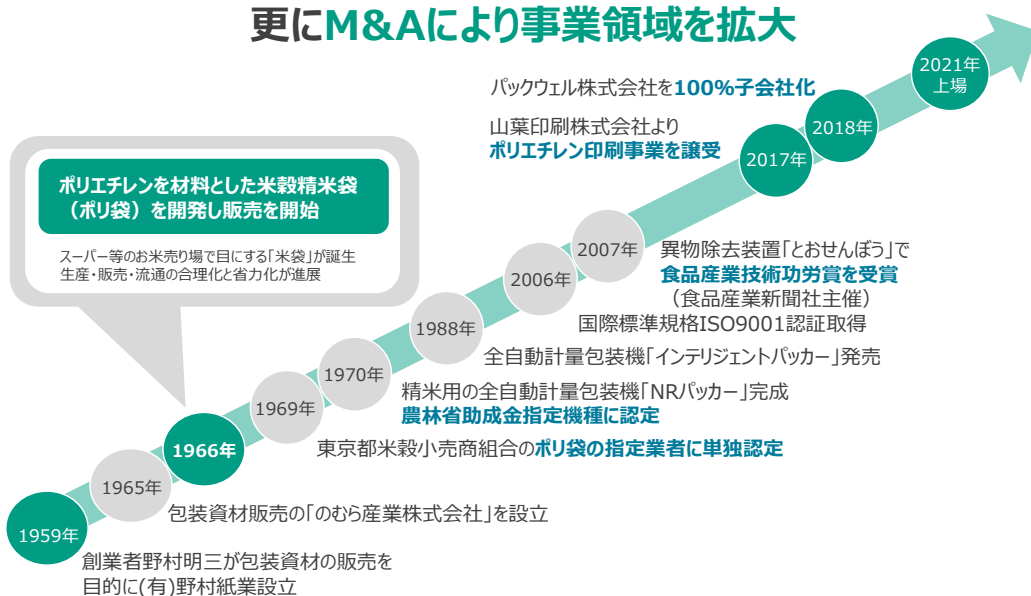 更にM&Aにより事業領域を拡大
2021年
上場
パックウェル株式会社を100%子会社化
2018年
山葉印刷株式会社より
ポリエチレン印刷事業を譲受
2017年
ポリエチレンを材料とした米穀精米袋
（ポリ袋）を開発し販売を開始
スーパー等のお米売り場で目にする「米袋」が誕生
生産・販売・流通の合理化と省力化が進展
2007年
異物除去装置「とおせんぼう」で
食品産業技術功労賞を受賞
（食品産業新聞社主催）
2006年
国際標準規格ISO9001認証取得
1988年
全自動計量包装機「インテリジェントパッカー」発売
1970年
精米用の全自動計量包装機「NRパッカー」完成
農林省助成金指定機種に認定
1969年
東京都米穀小売商組合のポリ袋の指定業者に単独認定
1966年
1965年
包装資材販売の「のむら産業株式会社」を設立
1959年
創業者野村明三が包装資材の販売を
目的に(有)野村紙業設立